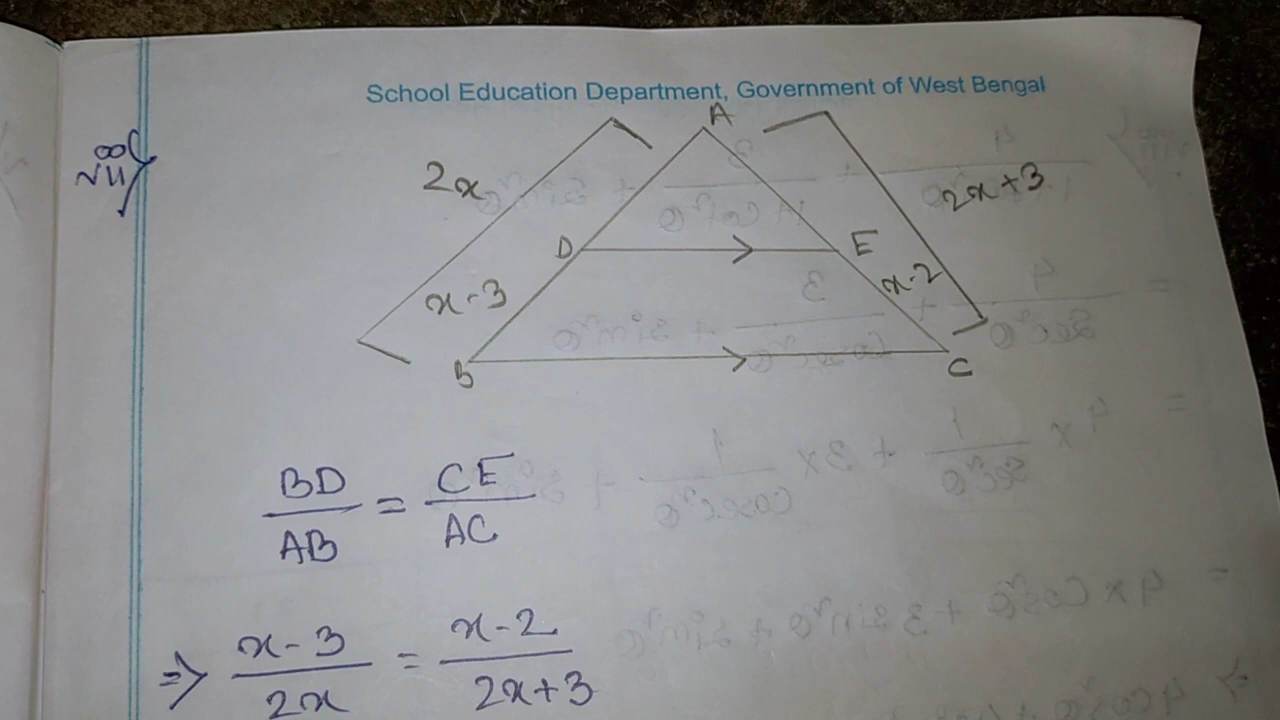 School Education Department, Government of West Bengal
A
2x
2x+3
D
E
x-3
x-2
B
C
BD/AB = CE/AC
⇒ x-3/2x = x-2/2x+3